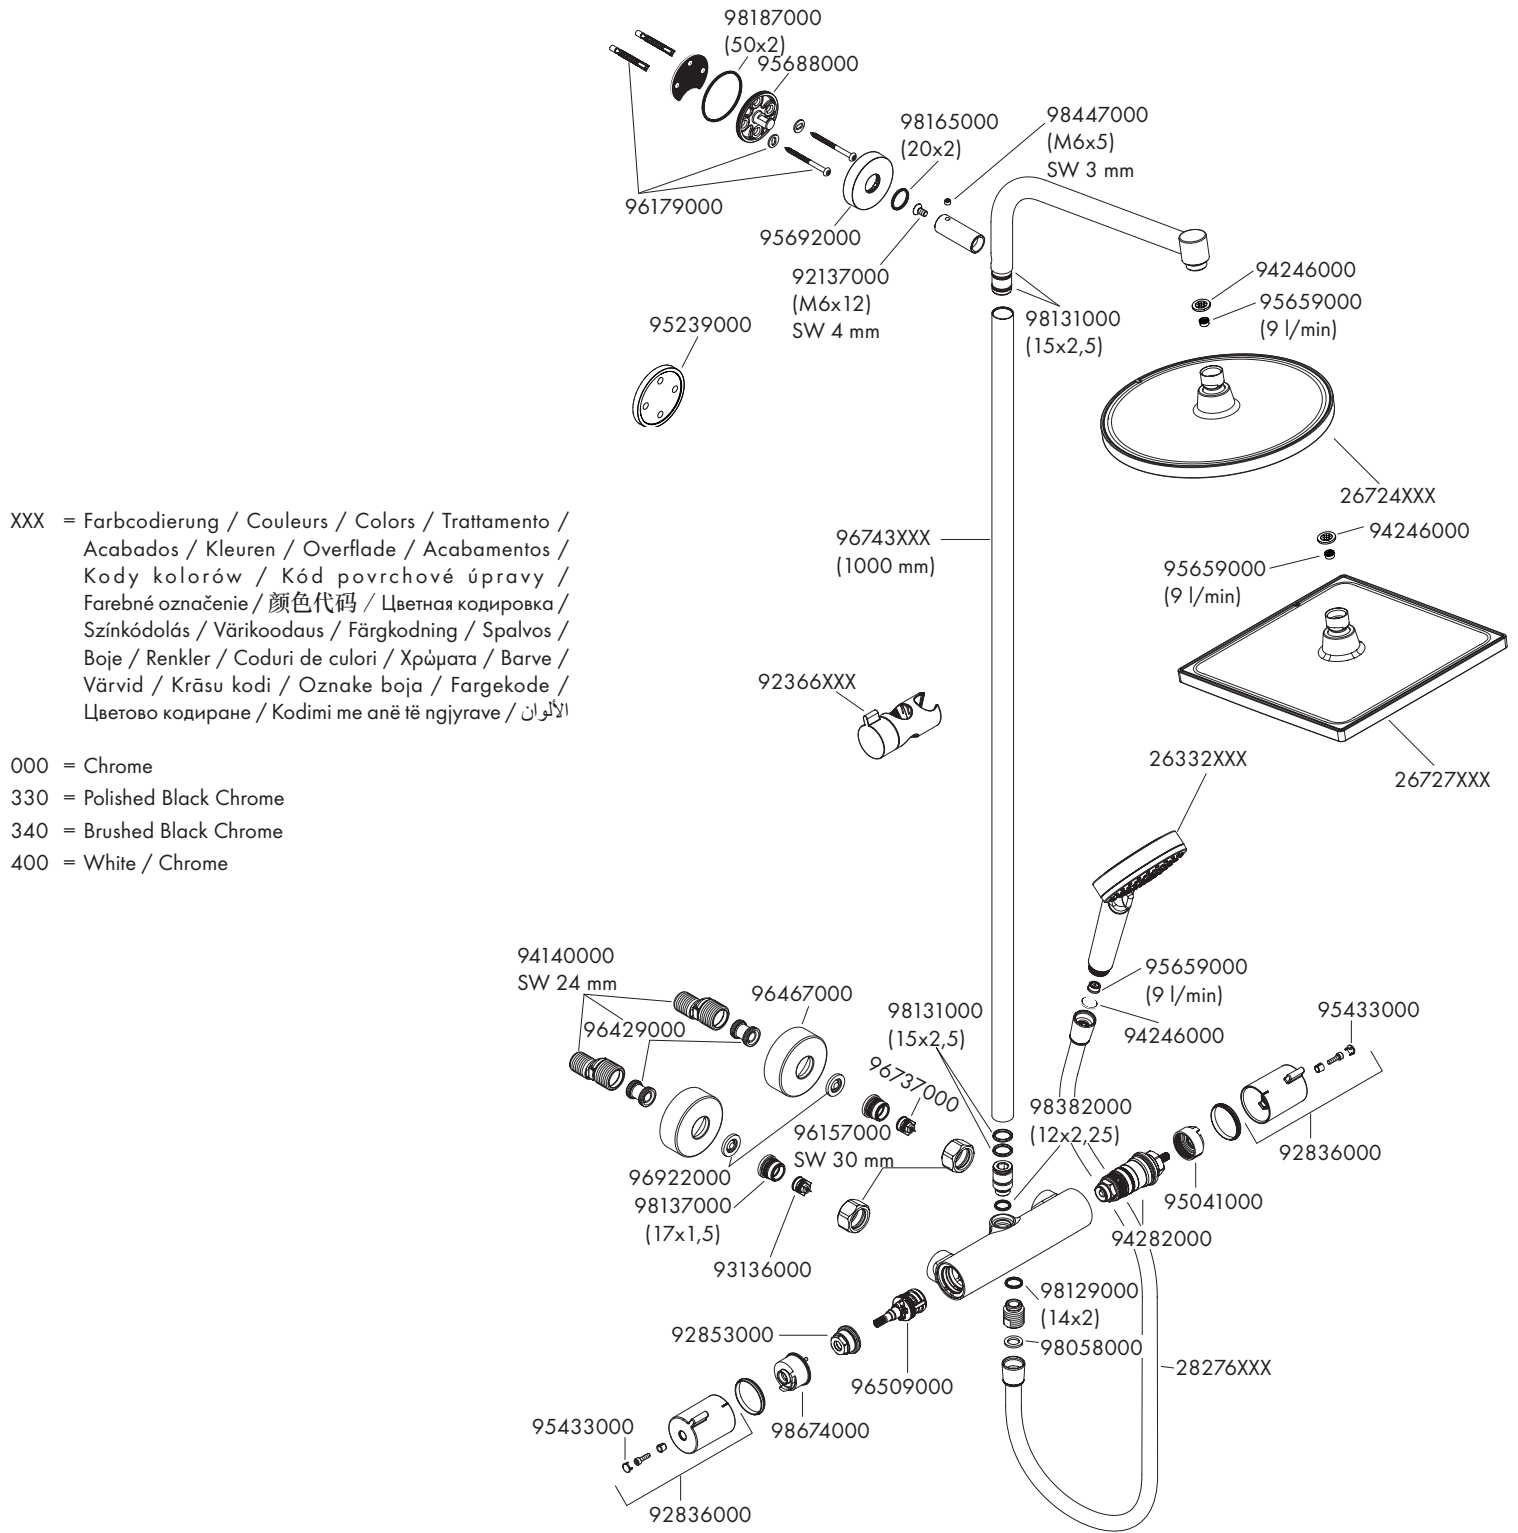 98187000
(50x2)
95688000
98165000
(20x2)
98447000
(M6x5)
SW 3 mm
96179000
95692000
92137000
(M6x12)
SW 4 mm
94246000
95659000
(9 l/min)
98131000
(15x2,5)
95239000
26724XXX
XXX = Farbcodierung / Couleurs / Colors / Trattamento /
Acabados / Kleuren / Overflade / Acabamentos /
Kody kolorów / Kód povrchové úpravy /
Farebné označenie / 颜色代码 / Цветная кодировка /
Színkódolás / Värikoodaus / Färgkodning / Spalvos /
Boje / Renkler / Coduri de culori / Χρώματα / Barve /
Värvid / Krāsu kodi / Oznake boja / Fargekode /
Цветово кодиране / Kodimi me anë të ngjyrave / الألوان
000 = Chrome
330 = Polished Black Chrome
340 = Brushed Black Chrome
400 = White / Chrome
96743XXX
(1000 mm)
94246000
95659000
(9 l/min)
92366XXX
26332XXX
26727XXX
94140000
SW 24 mm
96467000
96429000
98131000
(15x2,5)
95659000
(9 l/min)
94246000
95433000
96737000
98382000
(12x2,25)
96157000
SW 30 mm
92836000
96922000
98137000
(17x1,5)
95041000
94282000
93136000
98129000
(14x2)
98058000
92853000
28276XXX
96509000
98674000
95433000
92836000